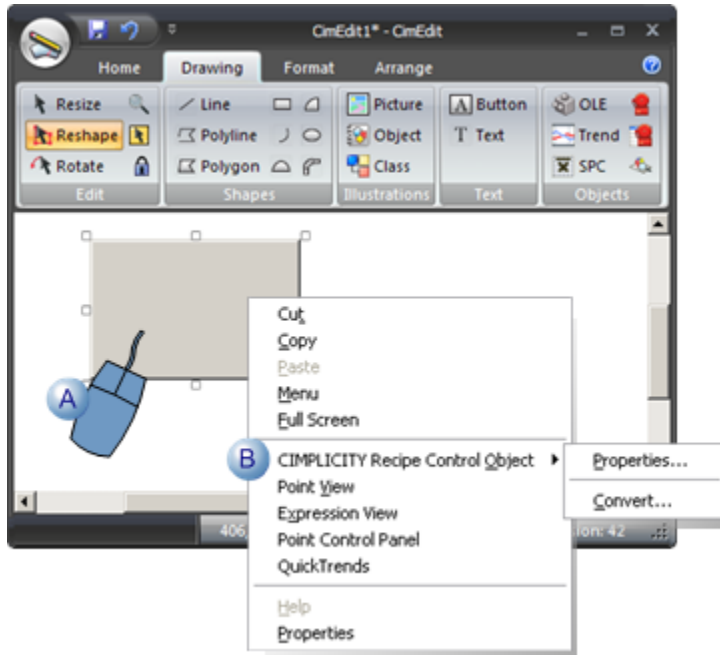 CimEdit1* - CimEdit
Home Drawing Format Arrange
Resize Line Picture Button OLE
Reshape Polyline Object Text Trend
Rotate Polygon Class SPC
Edit Shapes Illustrations Text Objects
Cut
Copy
Paste
Menu
Full Screen
A
B CIMPLICITY Recipe Control Object Properties...
Point View
Convert...
Expression View
406
Point Control Panel
QuickTrends
Help
Properties